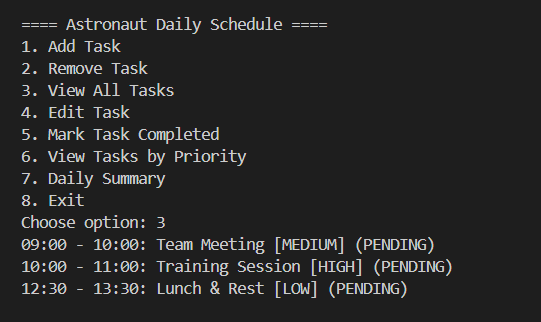 ==== Astronaut Daily Schedule ====
1. Add Task
2. Remove Task
3. View All Tasks
4. Edit Task
5. Mark Task Completed
6. View Tasks by Priority
7. Daily Summary
8. Exit
Choose option: 3
09:00 - 10:00: Team Meeting [MEDIUM] (PENDING)
10:00 - 11:00: Training Session [HIGH] (PENDING)
12:30 - 13:30: Lunch & Rest [LOW] (PENDING)